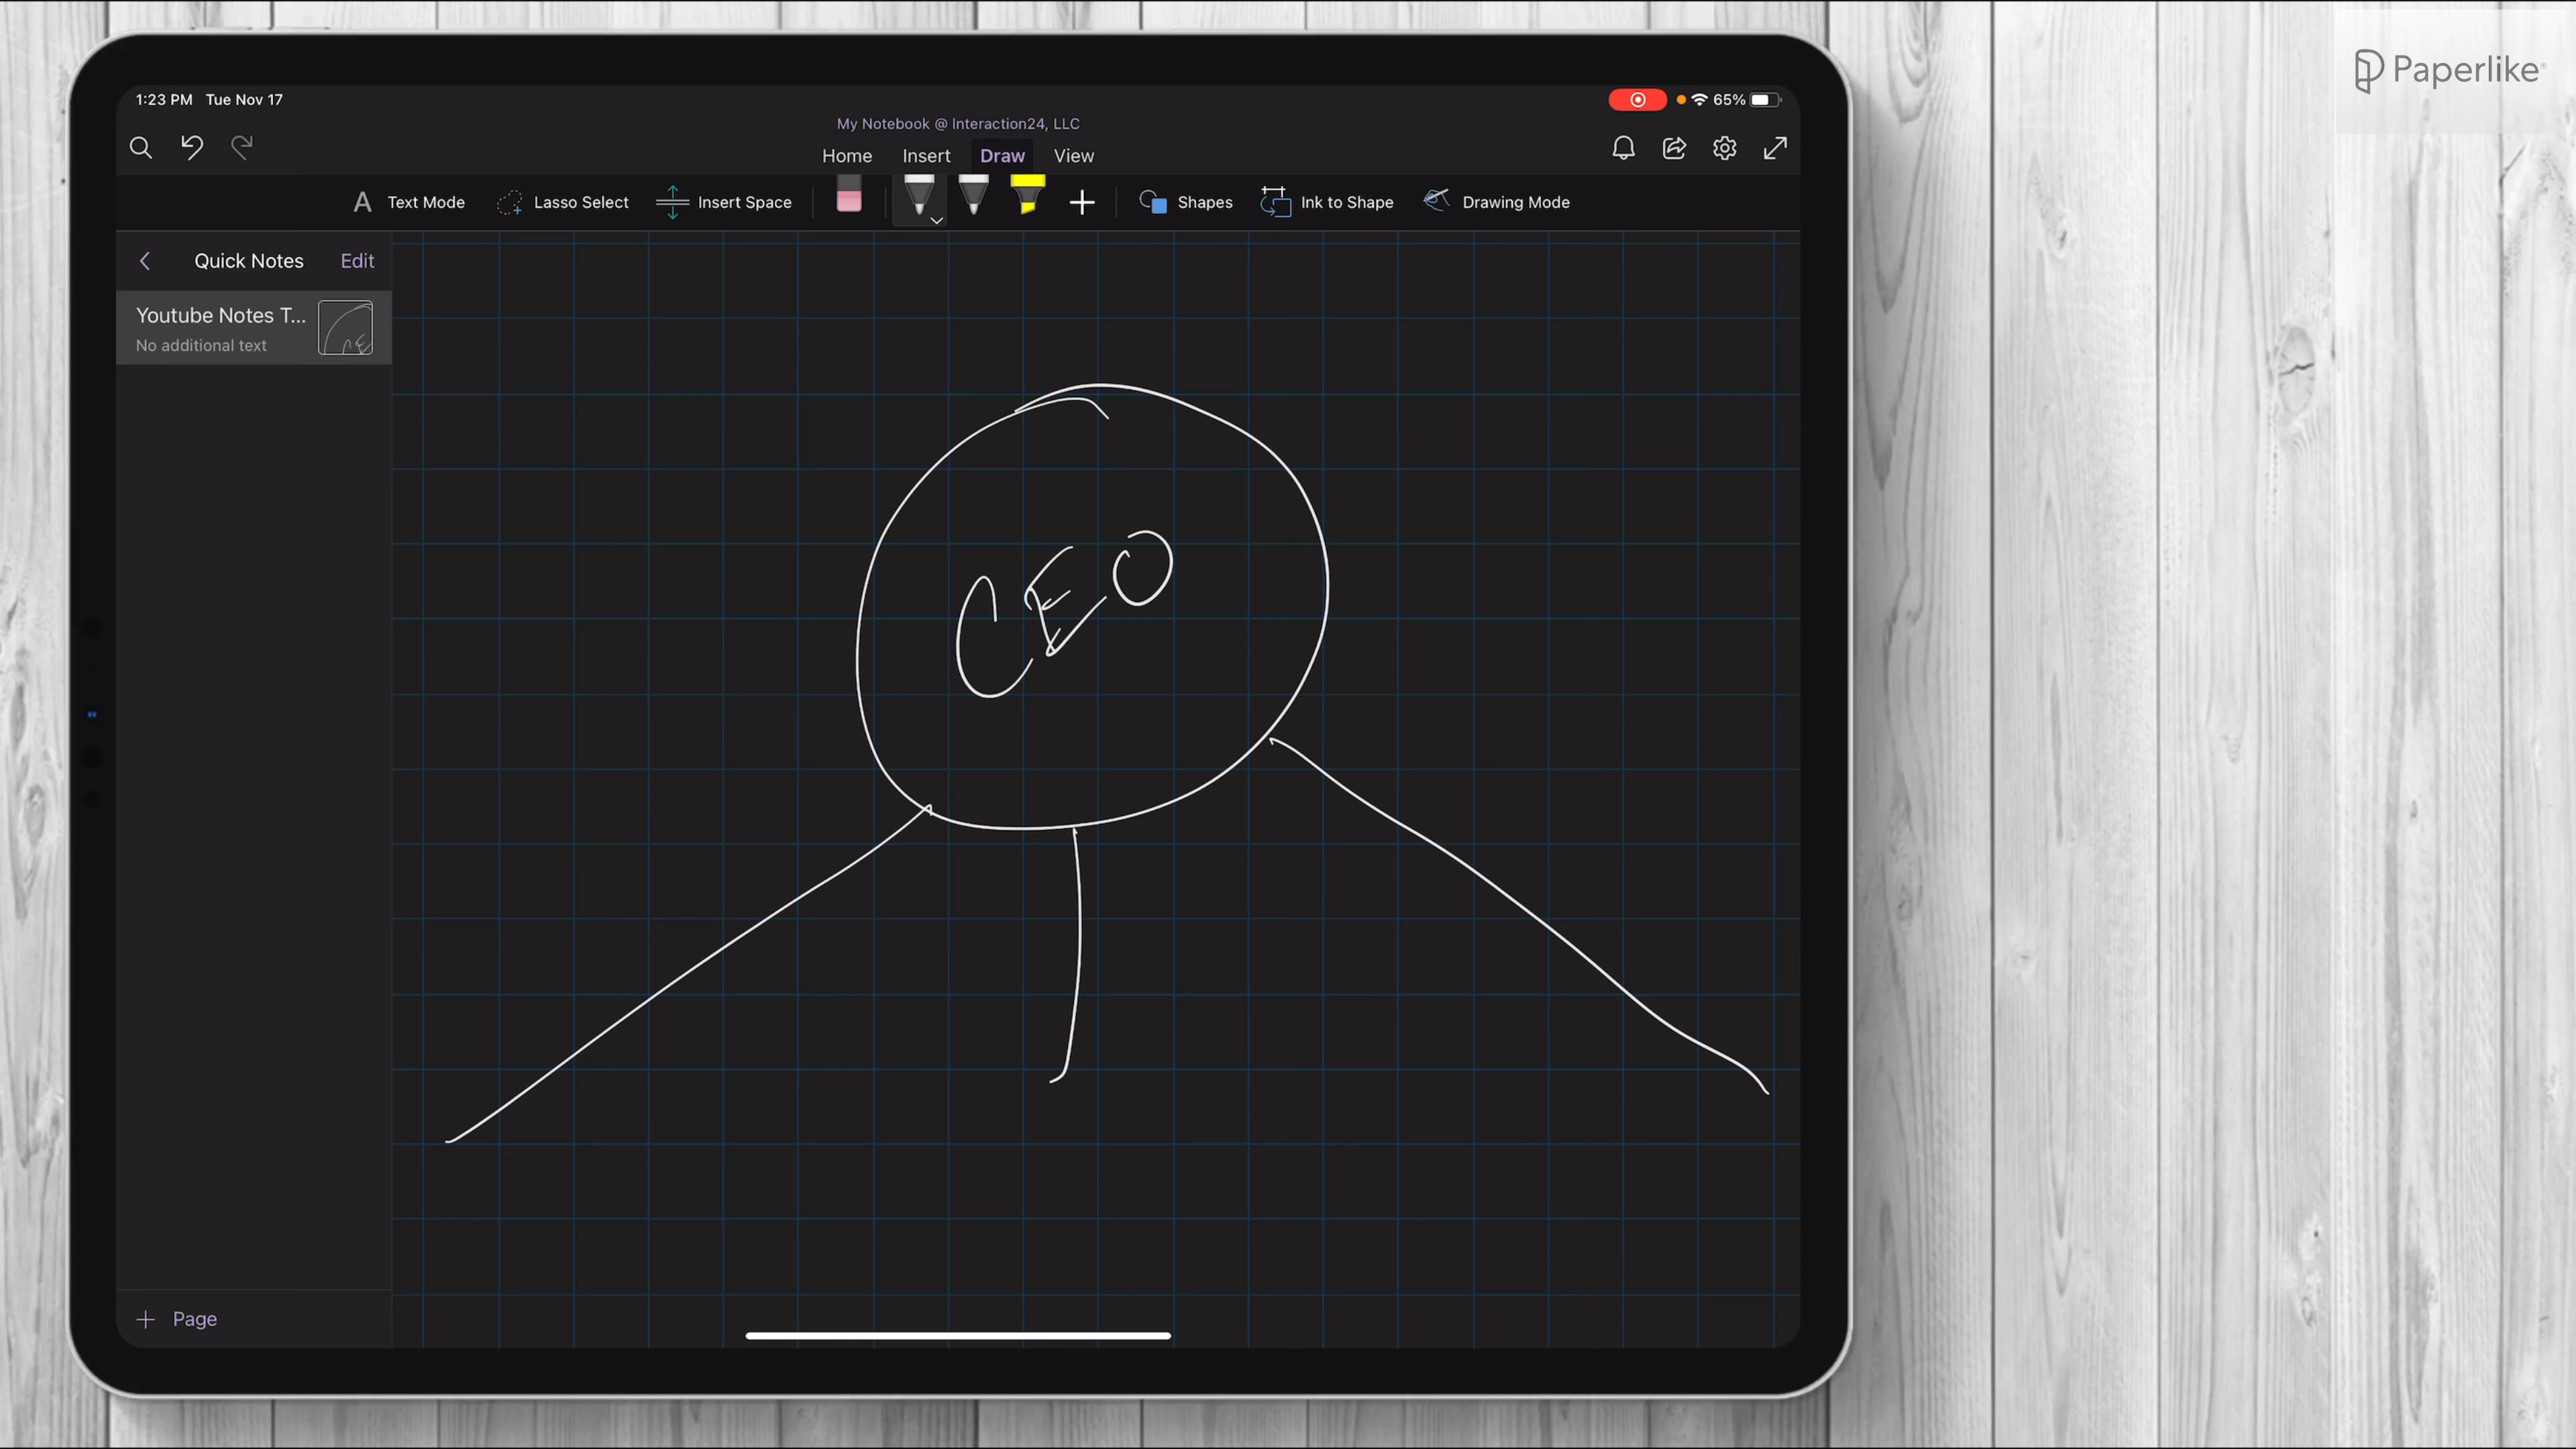 Paperlike
1:23 PM Tue Nov 17
65%
My Notebook @ Interaction24, LLC
Home Insert Draw View
A Text Mode Lasso Select Insert Space Shapes Ink to Shape Drawing Mode
Quick Notes Edit
Youtube Notes T...
No additional text
CE
CEO
Page